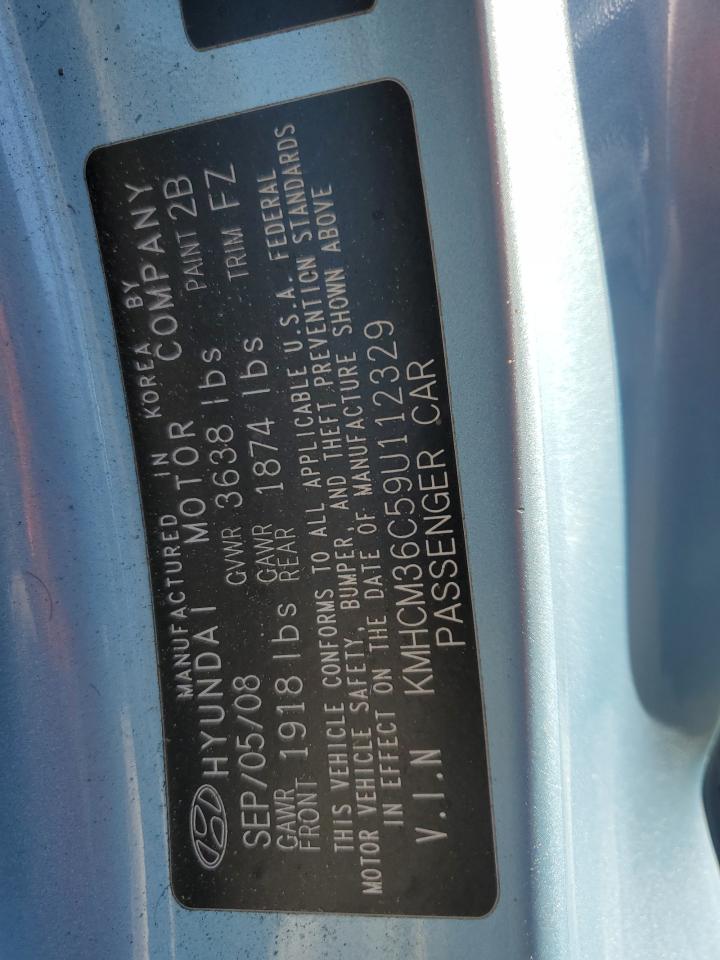 MANUFACTURED IN KOREA BY
HYUNDAI MOTOR COMPANY
SEP/05/08 GVWR 3638 lbs PAINT 2B
GAWR FRONT 1918 lbs GAWR REAR 1874 lbs TRIM FZ
THIS VEHICLE CONFORMS TO ALL APPLICABLE U.S.A. FEDERAL
MOTOR VEHICLE SAFETY, BUMPER, AND THEFT PREVENTION STANDARDS
IN EFFECT ON THE DATE OF MANUFACTURE SHOWN ABOVE
V.I.N KMHCM36C59U112329
PASSENGER CAR